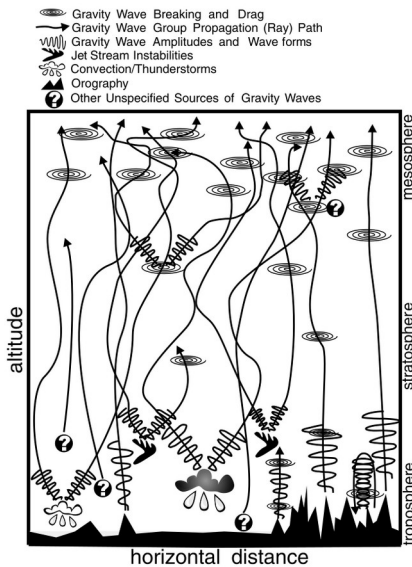 Gravity Wave Breaking and Drag
Gravity Wave Group Propagation (Ray) Path
Gravity Wave Amplitudes and Wave forms
Jet Stream Instabilities
Convection/Thunderstorms
Orography
? Other Unspecified Sources of Gravity Waves
altitude
mesosphere
stratosphere
troposphere
?
?
?
?
horizontal distance